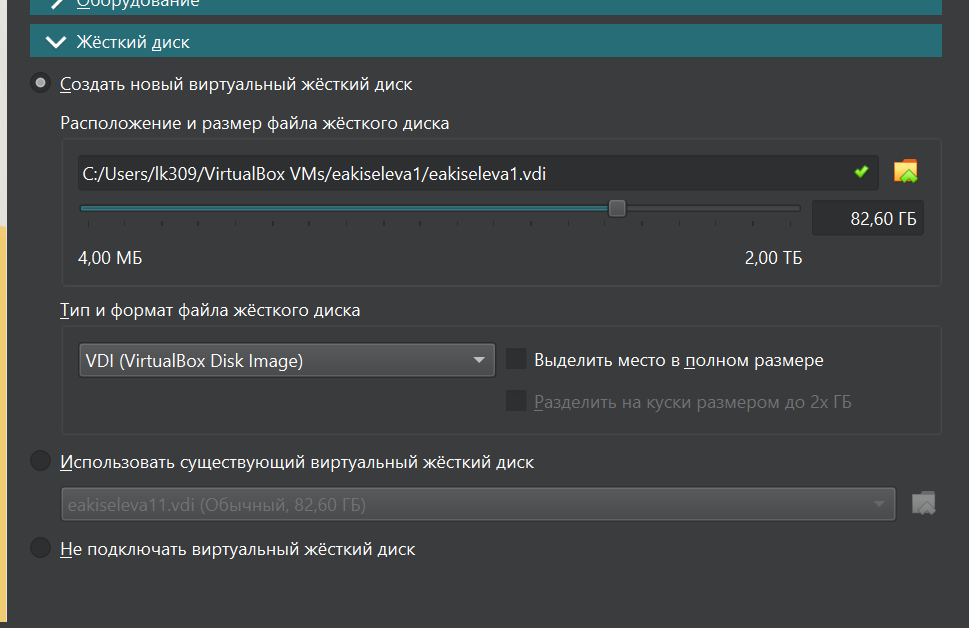 Оборудование
Жёсткий диск
Создать новый виртуальный жёсткий диск
Расположение и размер файла жёсткого диска
C:/Users/lk309/VirtualBox VMs/eakiseleva1/eakiseleva1.vdi
82,60 ГБ
4,00 МБ 2,00 ТБ
Тип и формат файла жёсткого диска
VDI (VirtualBox Disk Image) Выделить место в полном размере
Разделить на куски размером до 2х ГБ
Использовать существующий виртуальный жёсткий диск
eakiseleva11.vdi (Обычный, 82,60 ГБ)
Не подключать виртуальный жёсткий диск